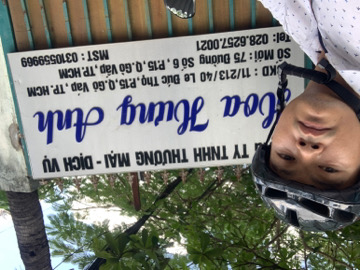 G TY TNHH THƯƠNG MẠI - DỊCH VỤ
Hoa Hưng Anh
ĐKD : 11/213/40 Lê Đức Thọ, P.15,Q.Gò Vấp, TP.HCM
Số Mới : 75 Đường Số 6 , P.15,Q.Gò Vấp, TP.HCM
Tel: 028.6257.0021 MST : 0310559969